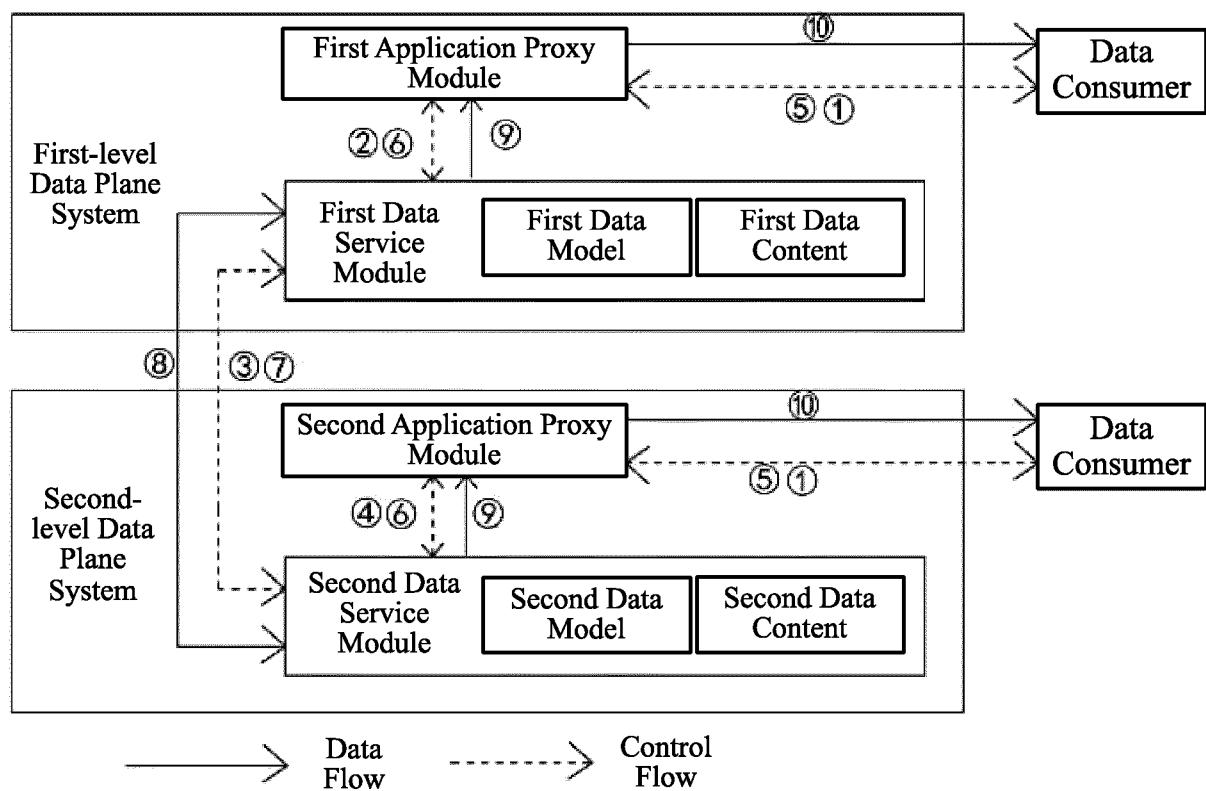 First Application Proxy
Module
⑩
Data
Consumer
⑤ ①
② ⑥
⑨
First-level
Data Plane
System
First Data
Service
Module
First Data
Model
First Data
Content
⑧
③ ⑦
Second Application Proxy
Module
⑩
Data
Consumer
⑤ ①
④ ⑥
⑨
Second-
level Data
Plane
System
Second Data
Service
Module
Second Data
Model
Second Data
Content
Data
Flow
Control
Flow